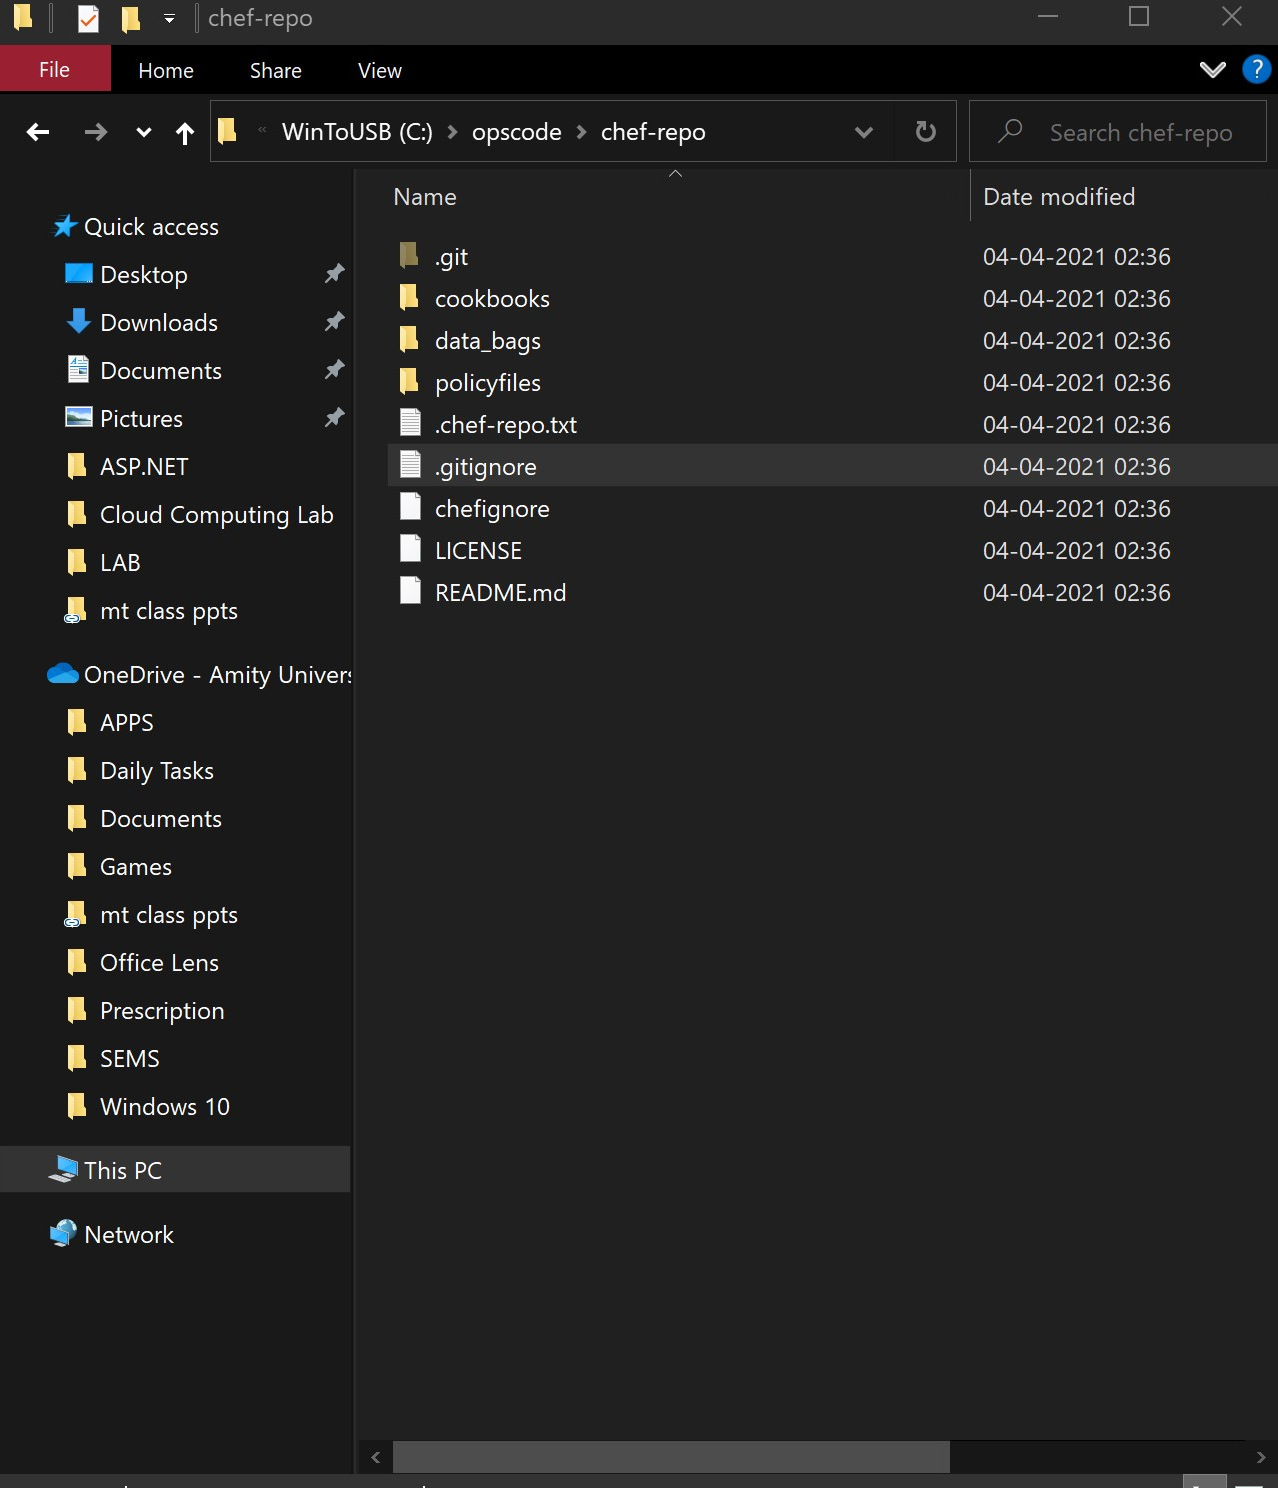 chef-repo
File Home Share View ?
« WinToUSB (C:) > opscode > chef-repo Search chef-repo
Name Date modified
Quick access
Desktop
Downloads
Documents
Pictures
ASP.NET
Cloud Computing Lab
LAB
mt class ppts
OneDrive - Amity Univers
APPS
Daily Tasks
Documents
Games
mt class ppts
Office Lens
Prescription
SEMS
Windows 10
This PC
Network
.git 04-04-2021 02:36
cookbooks 04-04-2021 02:36
data_bags 04-04-2021 02:36
policyfiles 04-04-2021 02:36
.chef-repo.txt 04-04-2021 02:36
.gitignore 04-04-2021 02:36
chefignore 04-04-2021 02:36
LICENSE 04-04-2021 02:36
README.md 04-04-2021 02:36